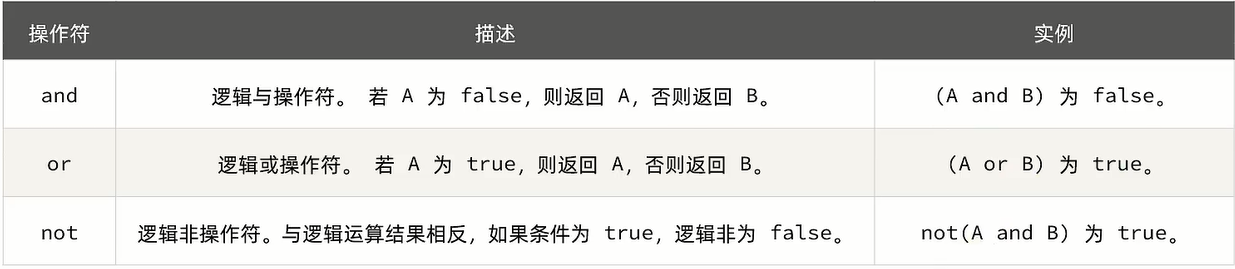 操作符 描述 实例
and 逻辑与操作符。 若 A 为 false，则返回 A，否则返回 B。 (A and B) 为 false。
or 逻辑或操作符。 若 A 为 true，则返回 A，否则返回 B。 (A or B) 为 true。
not 逻辑非操作符。与逻辑运算结果相反，如果条件为 true，逻辑非为 false。 not(A and B) 为 true。